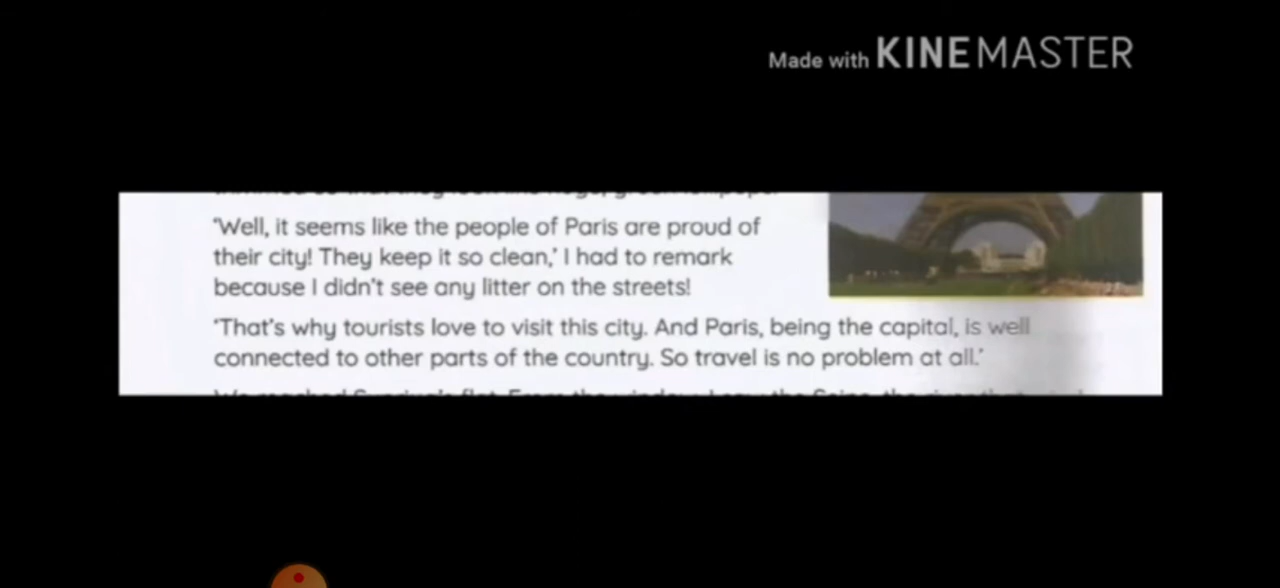 Made with KINEMASTER
'Well, it seems like the people of Paris are proud of
their city! They keep it so clean,' I had to remark
because I didn't see any litter on the streets!
'That's why tourists love to visit this city. And Paris, being the capital, is well
connected to other parts of the country. So travel is no problem at all.'